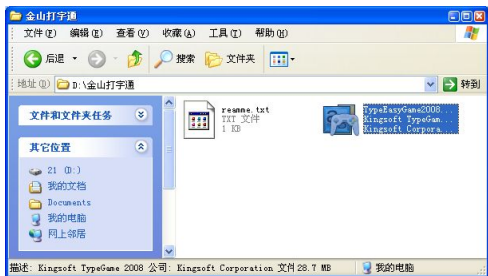 金山打字通
文件(F) 编辑(E) 查看(V) 收藏(A) 工具(T) 帮助(H)
后退 搜索 文件夹
地址(D) D:\金山打字通 转到
文件和文件夹任务
其它位置
21 (D:)
我的文档
Documents
我的电脑
网上邻居
reanme.txt
TXT 文件
1 KB
TypeEasyGame2008...
Kingsoft TypeGam...
Kingsoft Corpora...
描述: Kingsoft TypeGame 2008 公司: Kingsoft Corporation 文件 28.7 MB 我的电脑